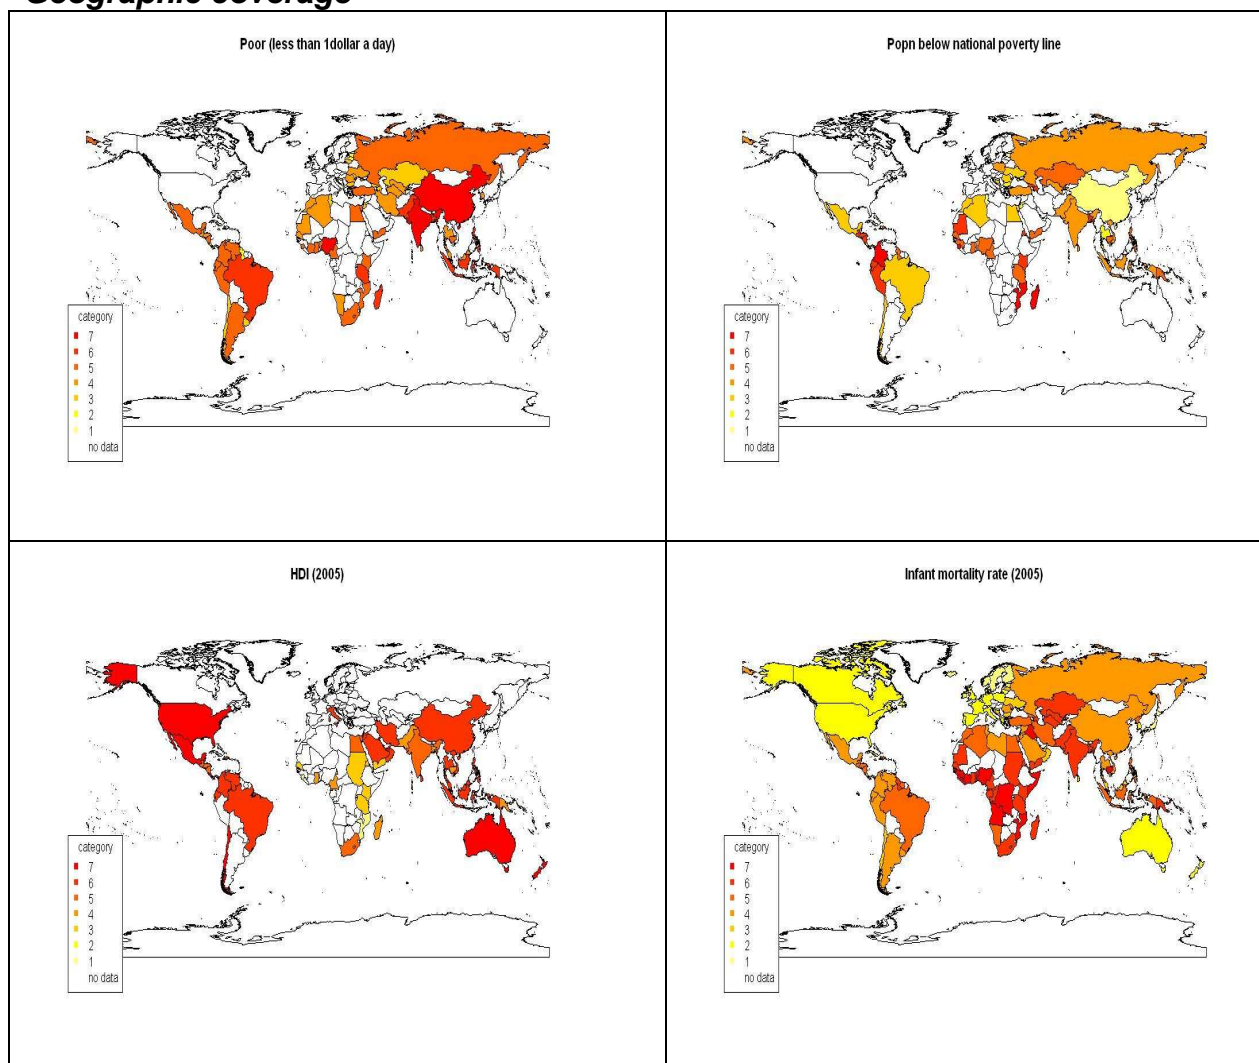 Geographic coverage
Poor (less than 1dollar a day)
category
7
6
5
4
3
2
1
no data
Popn below national poverty line
category
7
6
5
4
3
2
1
no data
HDI (2005)
category
7
6
5
4
3
2
1
no data
Infant mortality rate (2005)
category
7
6
5
4
3
2
1
no data